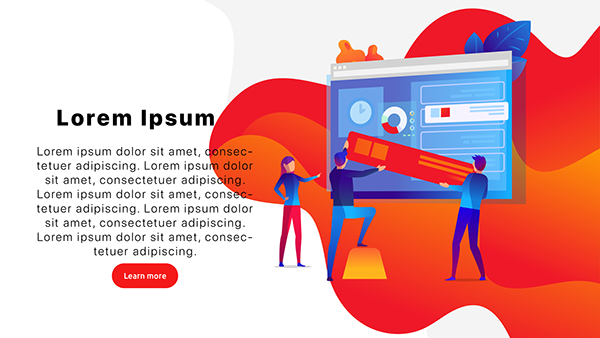 Lorem Ipsum
Lorem ipsum dolor sit amet, consec-
tetuer adipiscing. Lorem ipsum dolor
sit amet, consectetuer adipiscing.
Lorem ipsum dolor sit amet, consec-
tetuer adipiscing. Lorem ipsum dolor
sit amet, consectetuer adipiscing.
Lorem ipsum dolor sit amet, consec-
tetuer adipiscing.
Learn more